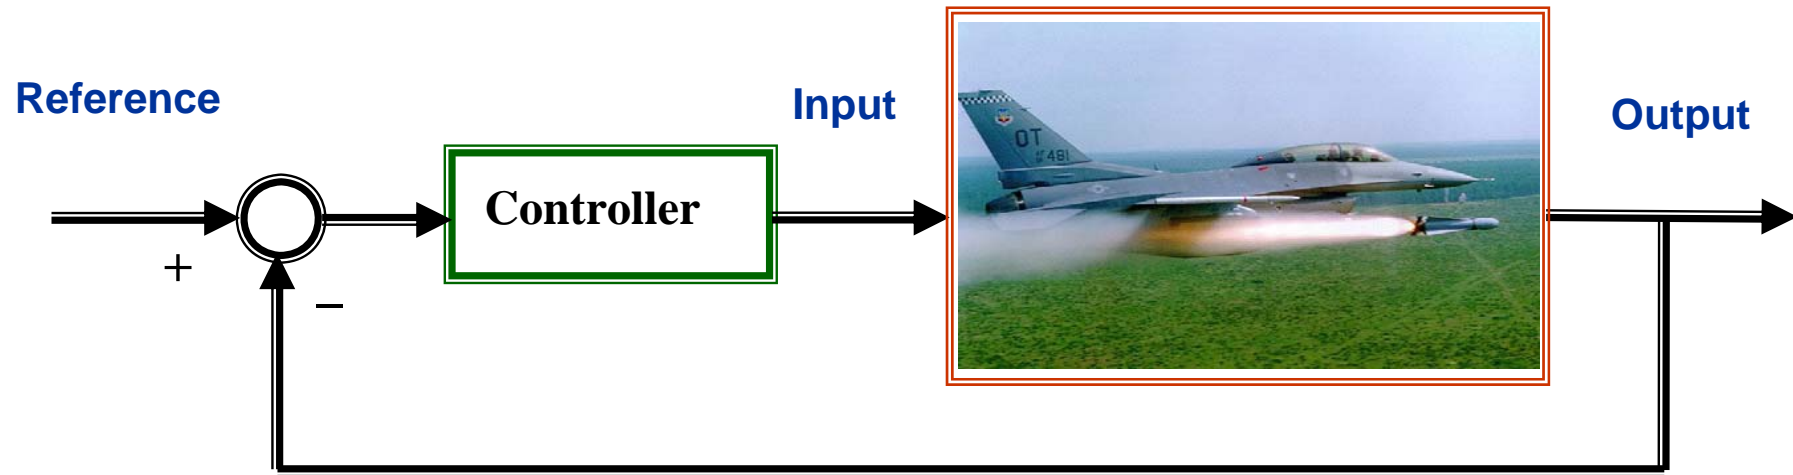 Reference
Input
Output
Controller
+
−
OT
481